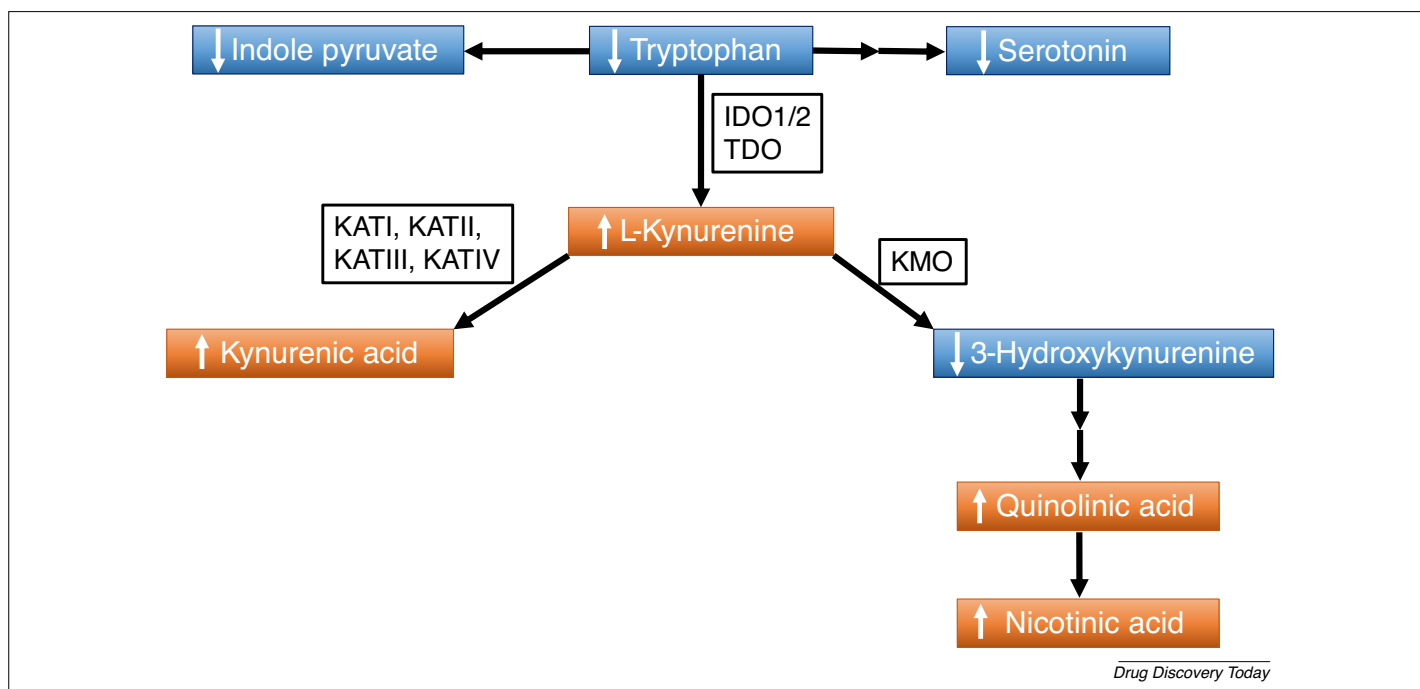 ↓ Indole pyruvate
↓ Tryptophan
↓ Serotonin
IDO1/2
TDO
KATI, KATII,
KATIII, KATIV
↑ L-Kynurenine
KMO
↑ Kynurenic acid
↓ 3-Hydroxykynurenine
↑ Quinolinic acid
↑ Nicotinic acid
Drug Discovery Today